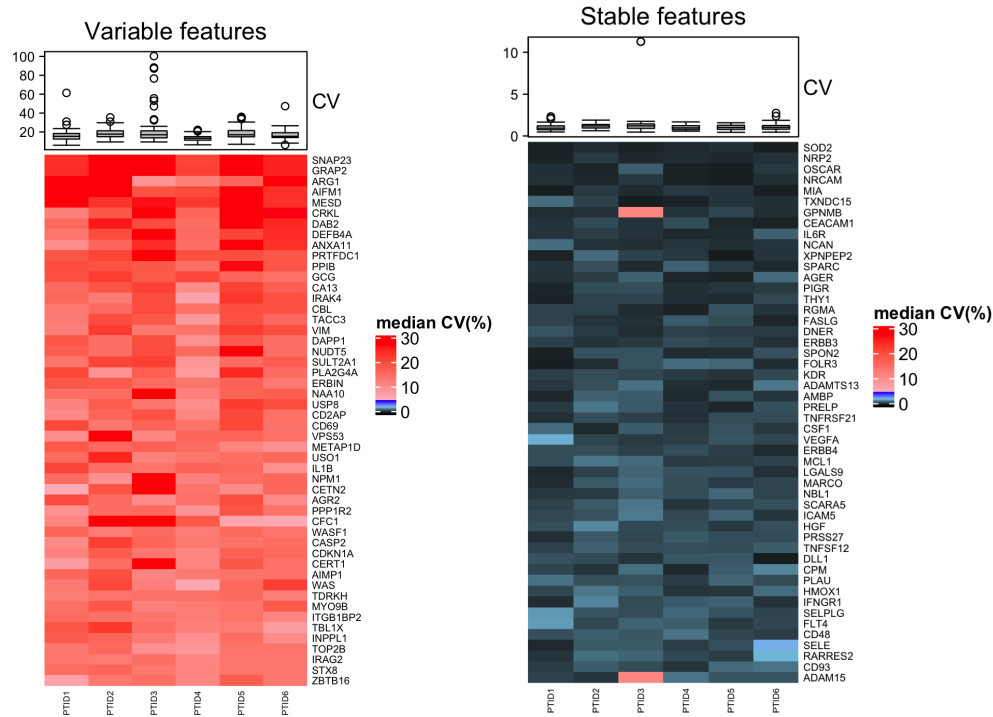 Variable features
100
80
60
40
20
CV
SNAP23
GRAP2
ARG1
AIFM1
MESD
CRKL
DAB2
DEFB4A
ANXA11
PRTFDC1
PPIB
GCG
CA13
IRAK4
CBL
TACC3
VIM
DAPP1
NUDT5
SULT2A1
PLA2G4A
ERBIN
NAA10
USP8
CD2AP
CD69
VPS53
METAP1D
USO1
IL1B
NPM1
CETN2
AGR2
PPP1R2
CFC1
WASF1
CASP2
CDKN1A
CERT1
AIMP1
WAS
TDRKH
MYO9B
ITGB1BP2
TBL1X
INPPL1
TOP2B
IRAG2
STX8
ZBTB16
PTID1 PTID2 PTID3 PTID4 PTID5 PTID6
median CV(%)
30
20
10
0
Stable features
10
5
0
CV
SOD2
NRP2
OSCAR
NRCAM
MIA
TXNDC15
GPNMB
CEACAM1
IL6R
NCAN
XPNPEP2
SPARC
AGER
PIGR
THY1
RGMA
FASLG
DNER
ERBB3
SPON2
FOLR3
KDR
ADAMTS13
AMBP
PRELP
TNFRSF21
CSF1
VEGFA
ERBB4
MCL1
LGALS9
MARCO
NBL1
SCARA5
ICAM5
HGF
PRSS27
TNFSF12
DLL1
CPM
PLAU
HMOX1
IFNGR1
SELPLG
FLT4
CD48
SELE
RARRES2
CD93
ADAM15
PTID1 PTID2 PTID3 PTID4 PTID5 PTID6
median CV(%)
30
20
10
0